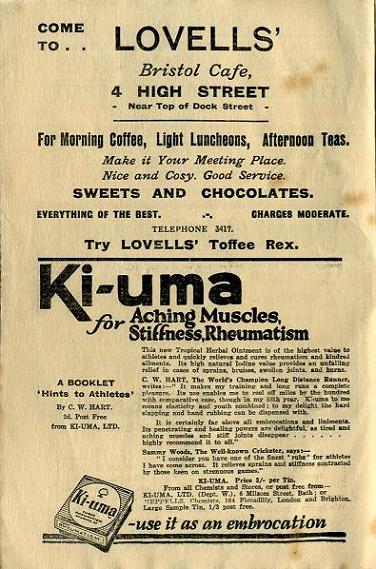 COME
TO . .
LOVELLS'
Bristol Cafe,
4 HIGH STREET
- Near Top of Dock Street -
For Morning Coffee, Light Luncheons, Afternoon Teas.
Make it Your Meeting Place.
Nice and Cosy. Good Service.
SWEETS AND CHOCOLATES.
EVERYTHING OF THE BEST. .-. CHARGES MODERATE.
TELEPHONE 3417.
Try LOVELLS' Toffee Rex.
Ki-uma
for Aching Muscles,
Stiffness, Rheumatism
This new Tropical Herbal Ointment is of the highest value to
athletes and quickly relieves and cures rheumatism and kindred
ailments. Its high natural Iodine value provides an unfailing
relief in cases of sprains, bruises, swollen joints, and burns.
C. W. HART, The World's Champion Long Distance Runner,
writes:—" It makes my training and long runs a complete
pleasure. Its use enables me to reel off miles by the hundred
with comparative ease, though in my 58th year. Ki-uma to me
means elasticity and youth combined; to my delight the hard
slapping and hand rubbing can be dispensed with.
It is certainly far above all embrocations and liniments.
Its penetrating and healing powers are delightful, as tired and
aching muscles and stiff joints disappear . . . . . . .
highly recommend it to all."
Sammy Woods, The Well-known Cricketer, says:—
"I consider you have one of the finest 'rubs' for athletes
I have come across. It relieves sprains and stiffness contracted
by those keen on strenuous games."
KI-UMA. Price 3/- per Tin.
From all Chemists and Stores, or post free from—
KI-UMA, LTD. (Dept. W.), 6 Milsom Street, Bath; or
HEPPELLS, Chemists, 164 Piccadilly, London and Brighton.
Large Sample Tin, 1/3 post free.
A BOOKLET
'Hints to Athletes'
By C. W. HART.
2d. Post Free
from KI-UMA, LTD.
Ki-uma
-use it as an embrocation